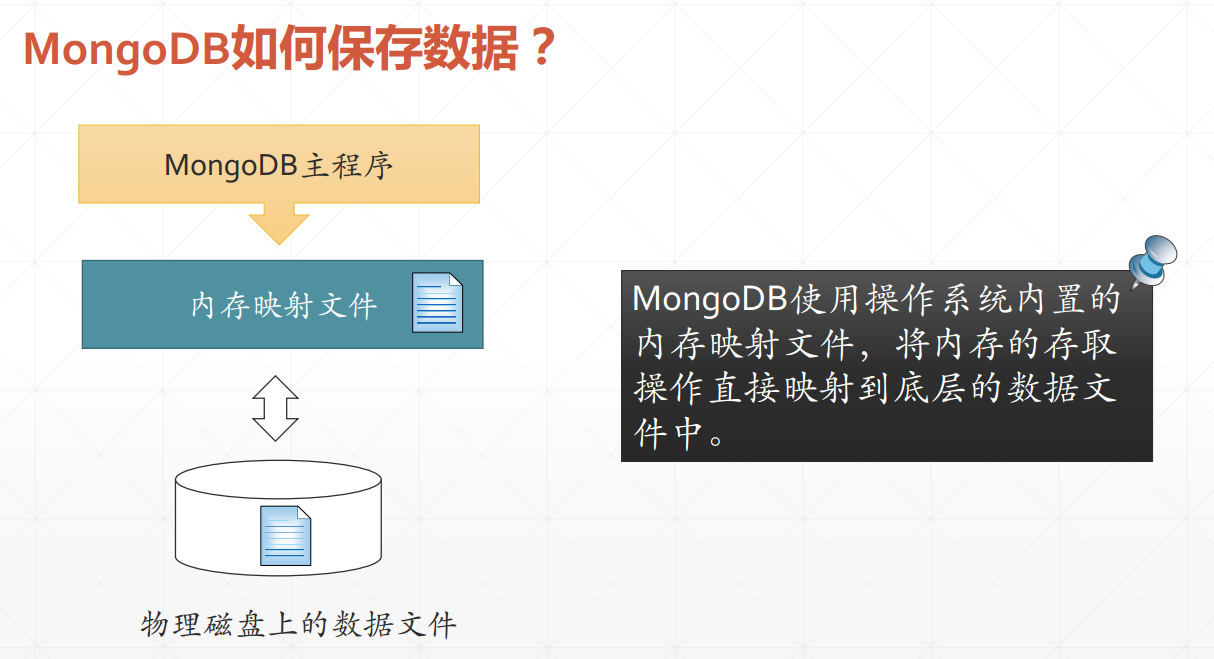 MongoDB如何保存数据？
MongoDB主程序
内存映射文件
物理磁盘上的数据文件
MongoDB使用操作系统内置的
内存映射文件，将内存的存取
操作直接映射到底层的数据文
件中。